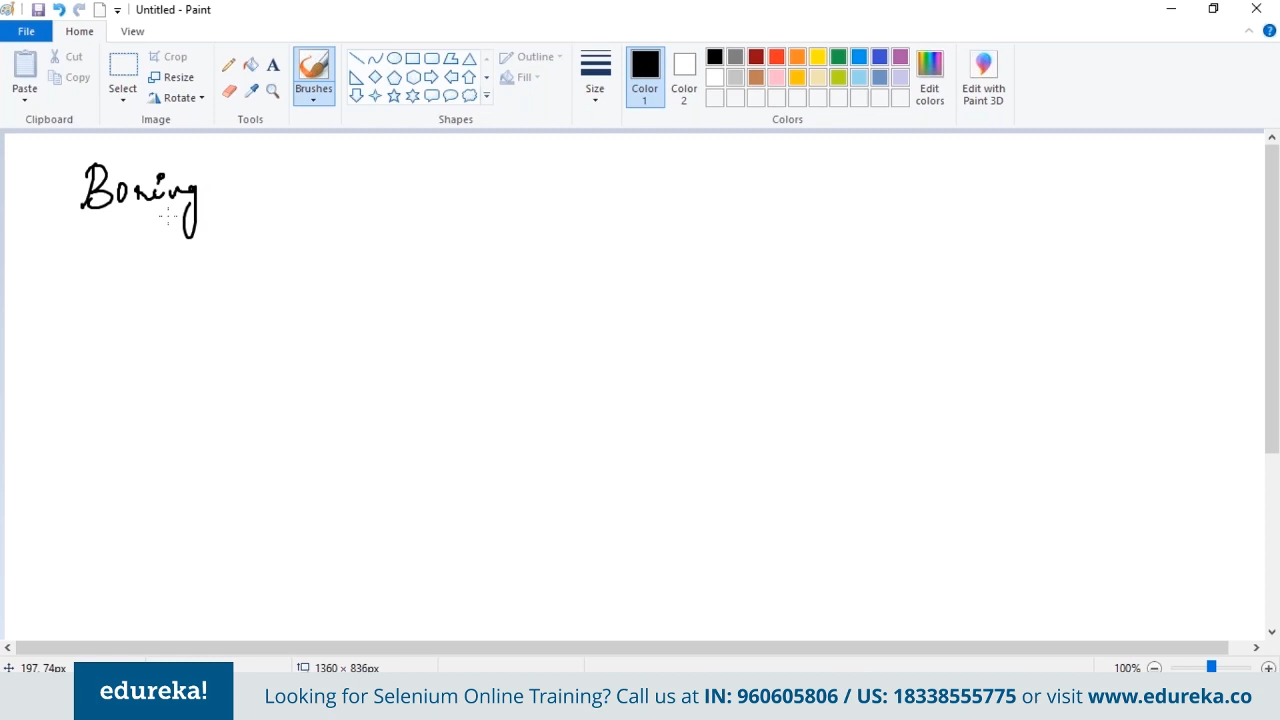 Untitled - Paint
File Home View
Paste
Cut
Copy
Clipboard
Select
Crop
Resize
Rotate
Image
A
Tools
Brushes
Outline
Fill
Shapes
Size
Color 1
Color 2
Edit colors
Colors
Edit with Paint 3D
Boxing
197, 74px
1360 × 836px
100%
edureka!
Looking for Selenium Online Training? Call us at IN: 960605806 / US: 18338555775 or visit www.edureka.co